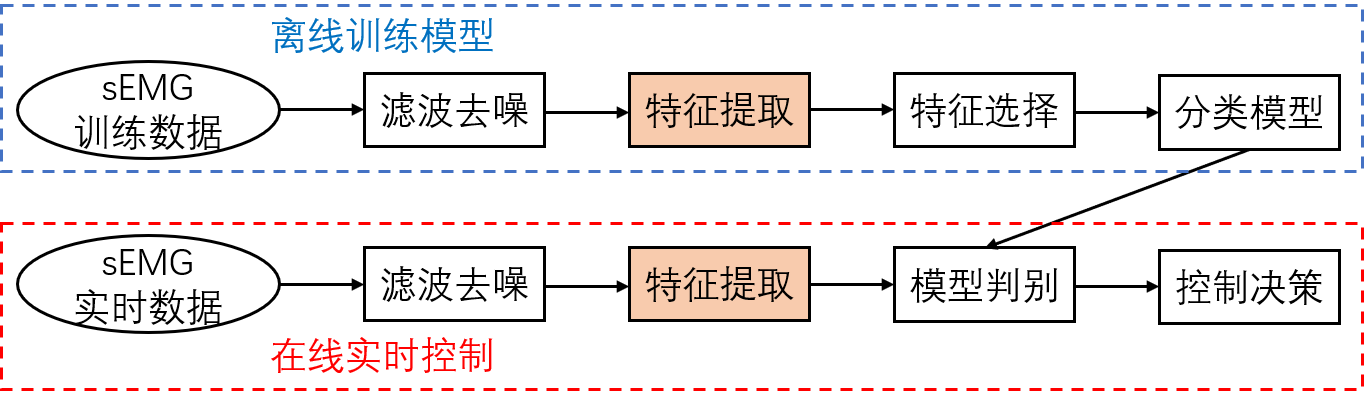 离线训练模型
sEMG
训练数据
滤波去噪
特征提取
特征选择
分类模型
sEMG
实时数据
滤波去噪
特征提取
模型判别
控制决策
在线实时控制